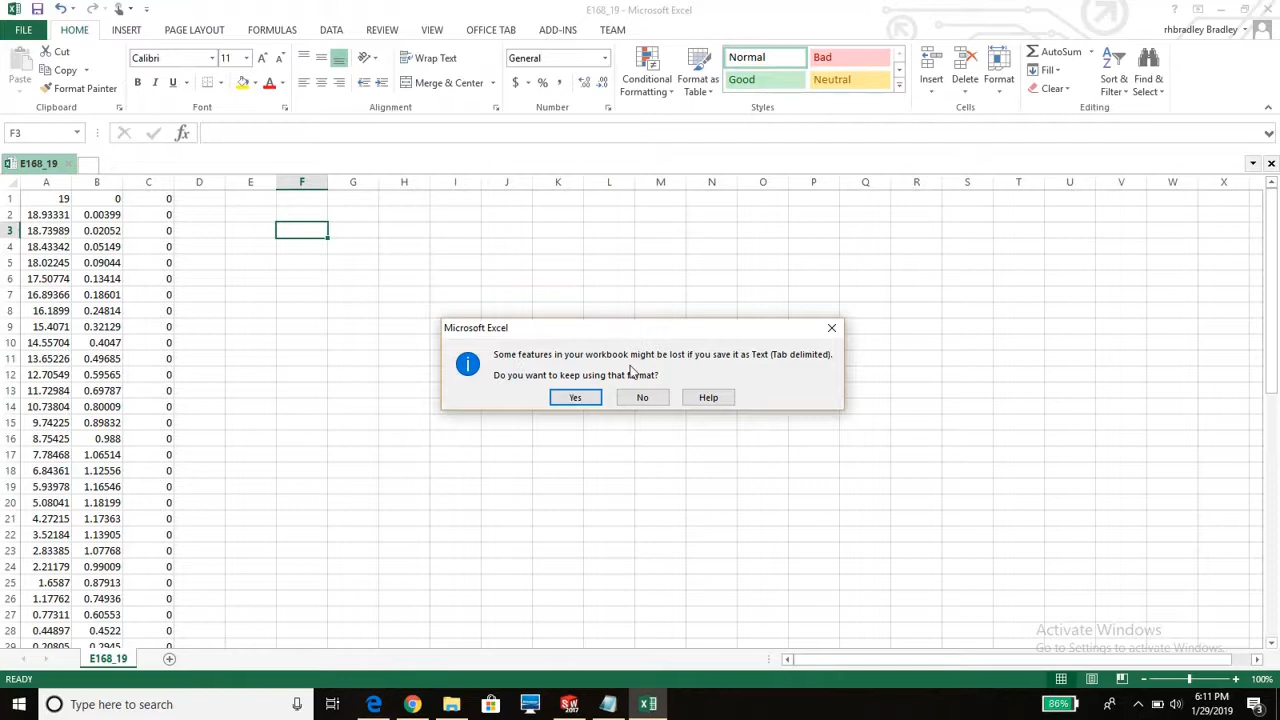 E168_19 - Microsoft Excel
FILE HOME INSERT PAGE LAYOUT FORMULAS DATA REVIEW VIEW OFFICE TAB ADD-INS TEAM rhbradley Bradley
Paste Cut Copy Format Painter Clipboard
Calibri 11 B I U Font
Wrap Text Merge & Center Alignment
General $ % , Number
Conditional Formatting Format as Table Normal Bad Good Neutral Styles
Insert Delete Format Cells
AutoSum Fill Clear Sort & Filter Find & Select Editing
F3 fx
E168_19
A B C D E F G H I J K L M N O P Q R S T U V W X
1 19 0 0
2 18.93331 0.00399 0
3 18.73989 0.02052 0
4 18.43342 0.05149 0
5 18.02245 0.09044 0
6 17.50774 0.13414 0
7 16.89366 0.18601 0
8 16.1899 0.24814 0
9 15.4071 0.32129 0
10 14.55704 0.4047 0
11 13.65226 0.49685 0
12 12.70549 0.59565 0
13 11.72984 0.69787 0
14 10.73804 0.80009 0
15 9.74225 0.89832 0
16 8.75425 0.988 0
17 7.78468 1.06514 0
18 6.84361 1.12556 0
19 5.93978 1.16546 0
20 5.08041 1.18199 0
21 4.27215 1.17363 0
22 3.52184 1.13905 0
23 2.83385 1.07768 0
24 2.21179 0.99009 0
25 1.6587 0.87913 0
26 1.17762 0.74936 0
27 0.77311 0.60553 0
28 0.44897 0.4522 0
29 0.20805 0.2945 0
Microsoft Excel
Some features in your workbook might be lost if you save it as Text (Tab delimited).
Do you want to keep using that format?
Yes No Help
Activate Windows
Go to Settings to activate Windows.
E168_19
READY 100%
Type here to search
86% 6:11 PM
1/29/2019